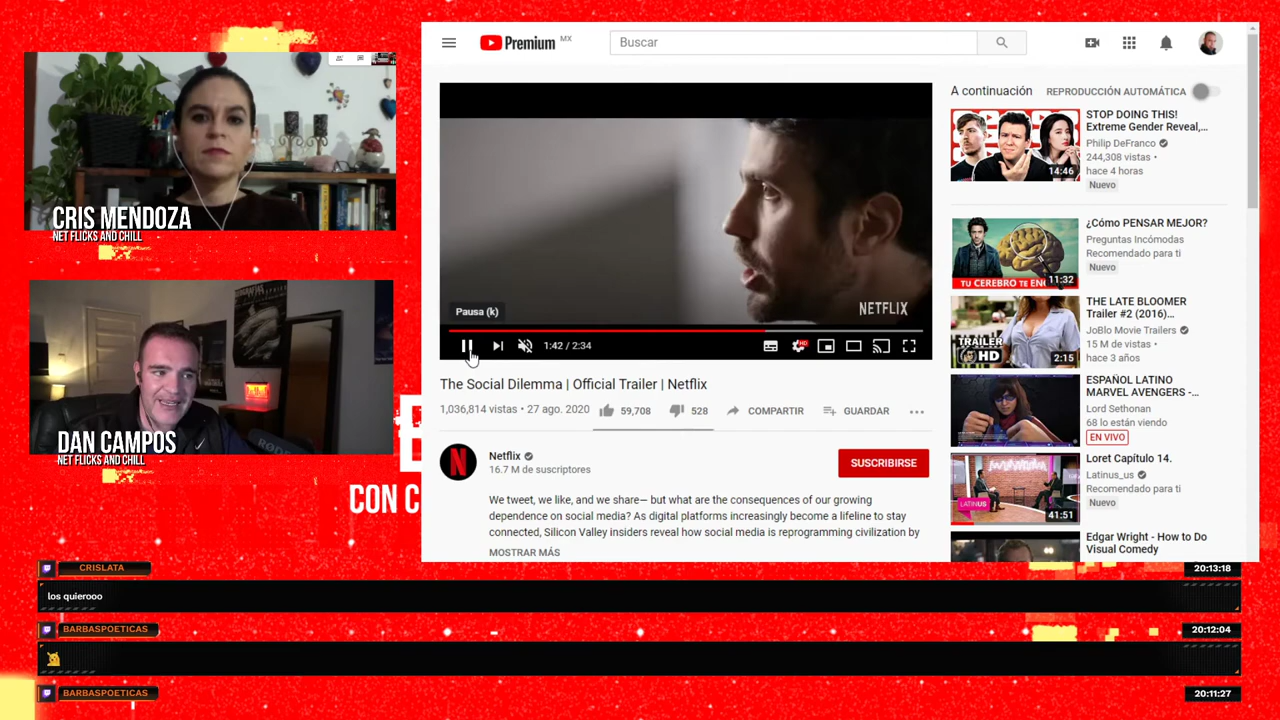 CRIS MENDOZA
NET FLICKS AND CHILL
DAN CAMPOS
NET FLICKS AND CHILL
CON C
Premium MX
Buscar
NETFLIX
Pausa (k)
1:42 / 2:34
The Social Dilemma | Official Trailer | Netflix
1,036,814 vistas • 27 ago. 2020
59,708
528
COMPARTIR
GUARDAR
Netflix
16.7 M de suscriptores
SUSCRIBIRSE
We tweet, we like, and we share— but what are the consequences of our growing
dependence on social media? As digital platforms increasingly become a lifeline to stay
connected, Silicon Valley insiders reveal how social media is reprogramming civilization by
MOSTRAR MÁS
A continuación
REPRODUCCIÓN AUTOMÁTICA
STOP DOING THIS!
Extreme Gender Reveal,...
Philip DeFranco
244,308 vistas •
hace 4 horas
Nuevo
14:46
¿Cómo PENSAR MEJOR?
Preguntas Incómodas
Recomendado para ti
Nuevo
11:32
TU CEREBRO TE EN
THE LATE BLOOMER
Trailer #2 (2016)...
JoBlo Movie Trailers
15 M de vistas •
hace 3 años
TRAILER HD
2:15
ESPAÑOL LATINO
MARVEL AVENGERS -...
Lord Sethonan
68 lo están viendo
EN VIVO
Loret Capítulo 14.
Latinus_us
Recomendado para ti
Nuevo
LATINUS
41:51
Edgar Wright - How to Do
Visual Comedy
CRISLATA
20:13:18
los quierooo
BARBASPOETICAS
20:12:04
BARBASPOETICAS
20:11:27